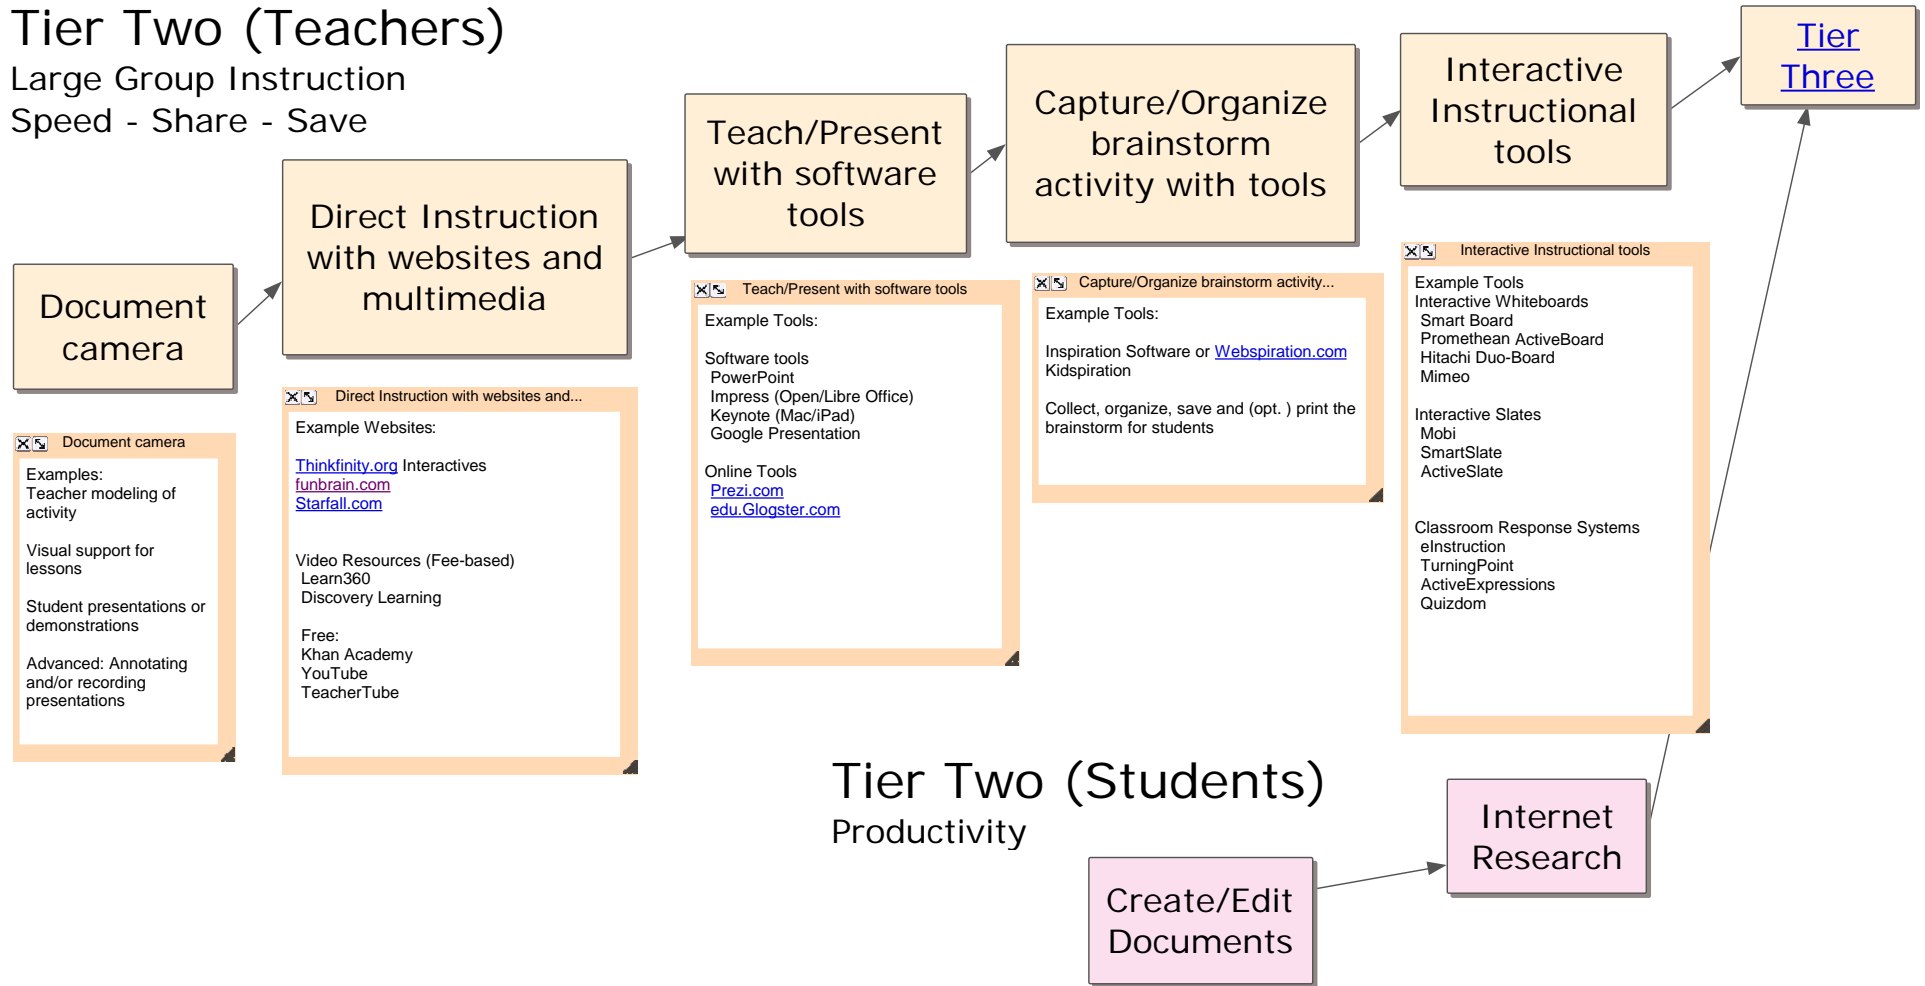 Tier Two (Teachers)
Large Group Instruction
Speed - Share - Save
Document
camera
Direct Instruction
with websites and
multimedia
Teach/Present
with software
tools
Capture/Organize
brainstorm
activity with tools
Interactive
Instructional
tools
Tier
Three
Document camera
Examples:
Teacher modeling of
activity
Visual support for
lessons
Student presentations or
demonstrations
Advanced: Annotating
and/or recording
presentations
Direct Instruction with websites and...
Example Websites:
Thinkfinity.org Interactives
funbrain.com
Starfall.com
Video Resources (Fee-based)
Learn360
Discovery Learning
Free:
Khan Academy
YouTube
TeacherTube
Teach/Present with software tools
Example Tools:
Software tools
PowerPoint
Impress (Open/Libre Office)
Keynote (Mac/iPad)
Google Presentation
Online Tools
Prezi.com
edu.Glogster.com
Capture/Organize brainstorm activity...
Example Tools:
Inspiration Software or Webspiration.com
Kidspiration
Collect, organize, save and (opt. ) print the
brainstorm for students
Interactive Instructional tools
Example Tools
Interactive Whiteboards
Smart Board
Promethean ActiveBoard
Hitachi Duo-Board
Mimeo
Interactive Slates
Mobi
SmartSlate
ActiveSlate
Classroom Response Systems
eInstruction
TurningPoint
ActiveExpressions
Quizdom
Tier Two (Students)
Productivity
Create/Edit
Documents
Internet
Research